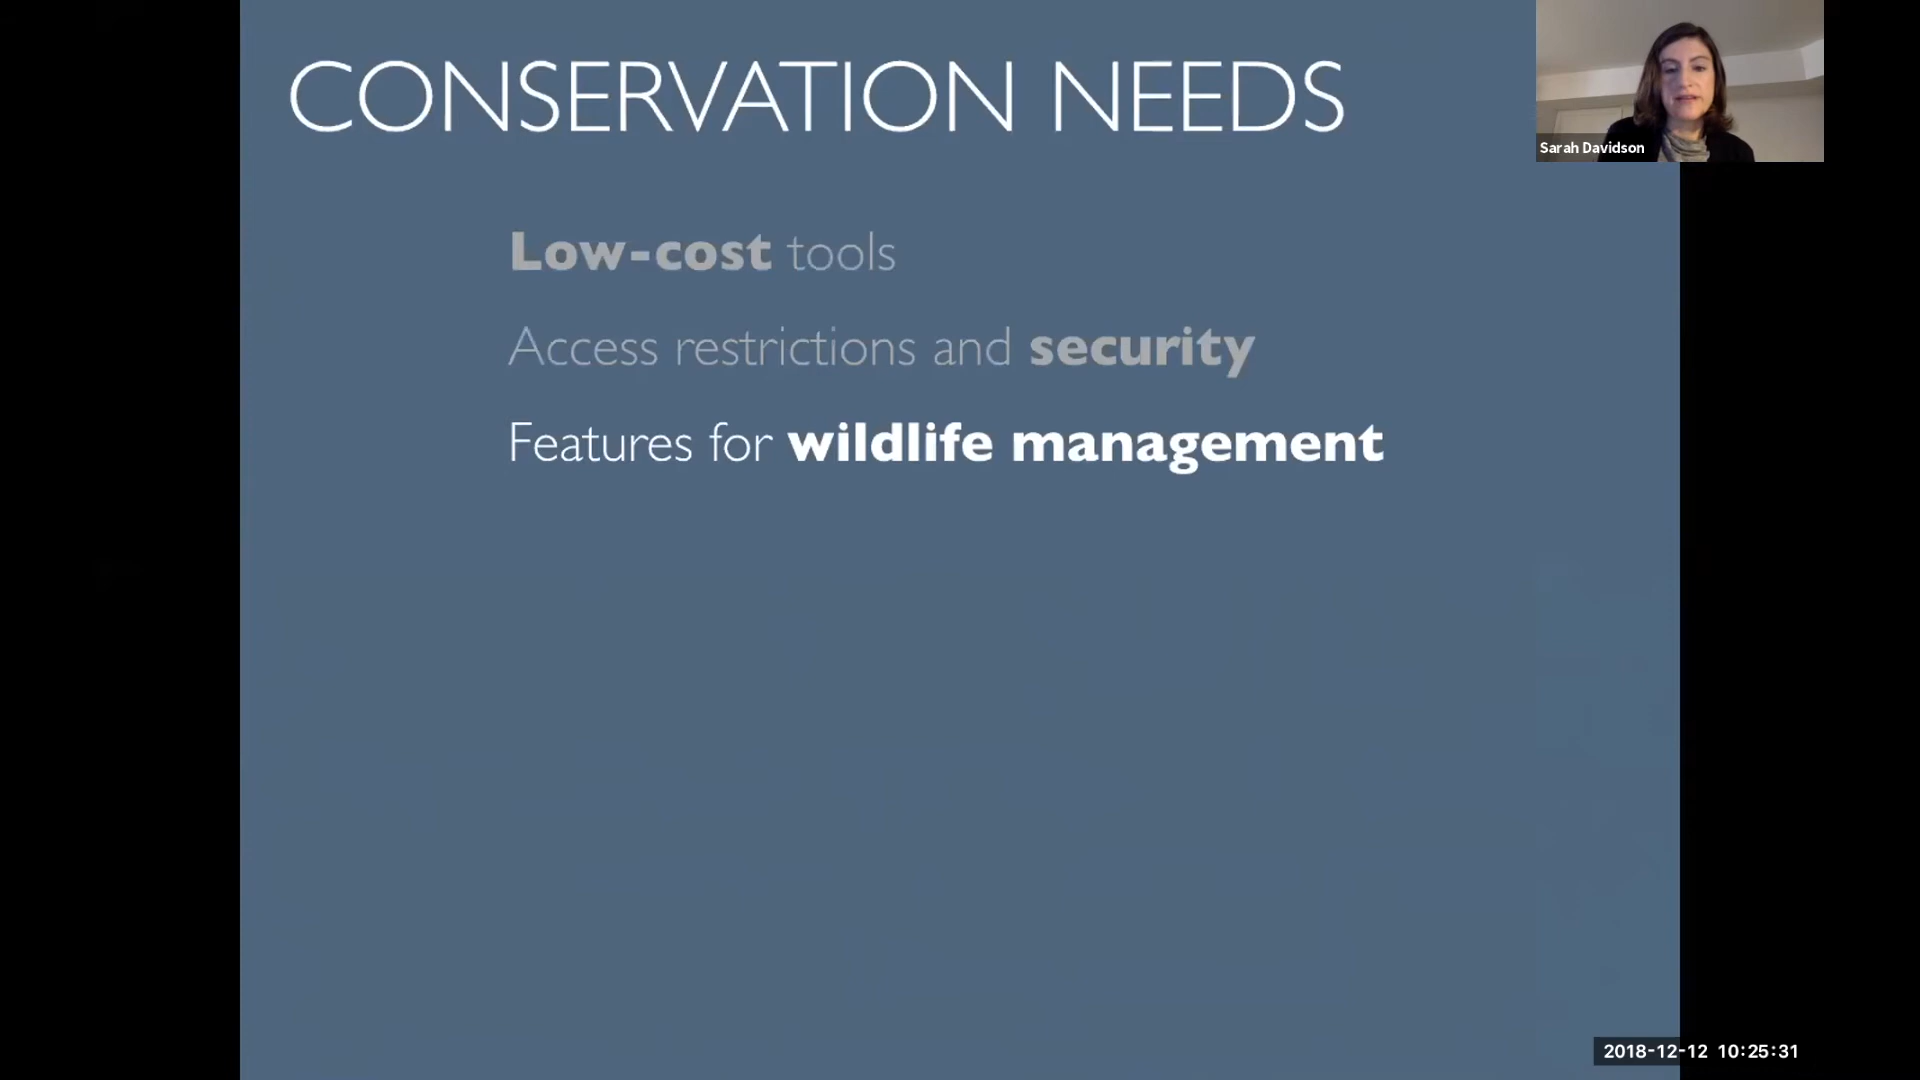 CONSERVATION NEEDS
Sarah Davidson
Low-cost tools
Access restrictions and security
Features for wildlife management
2018-12-12 10:25:31